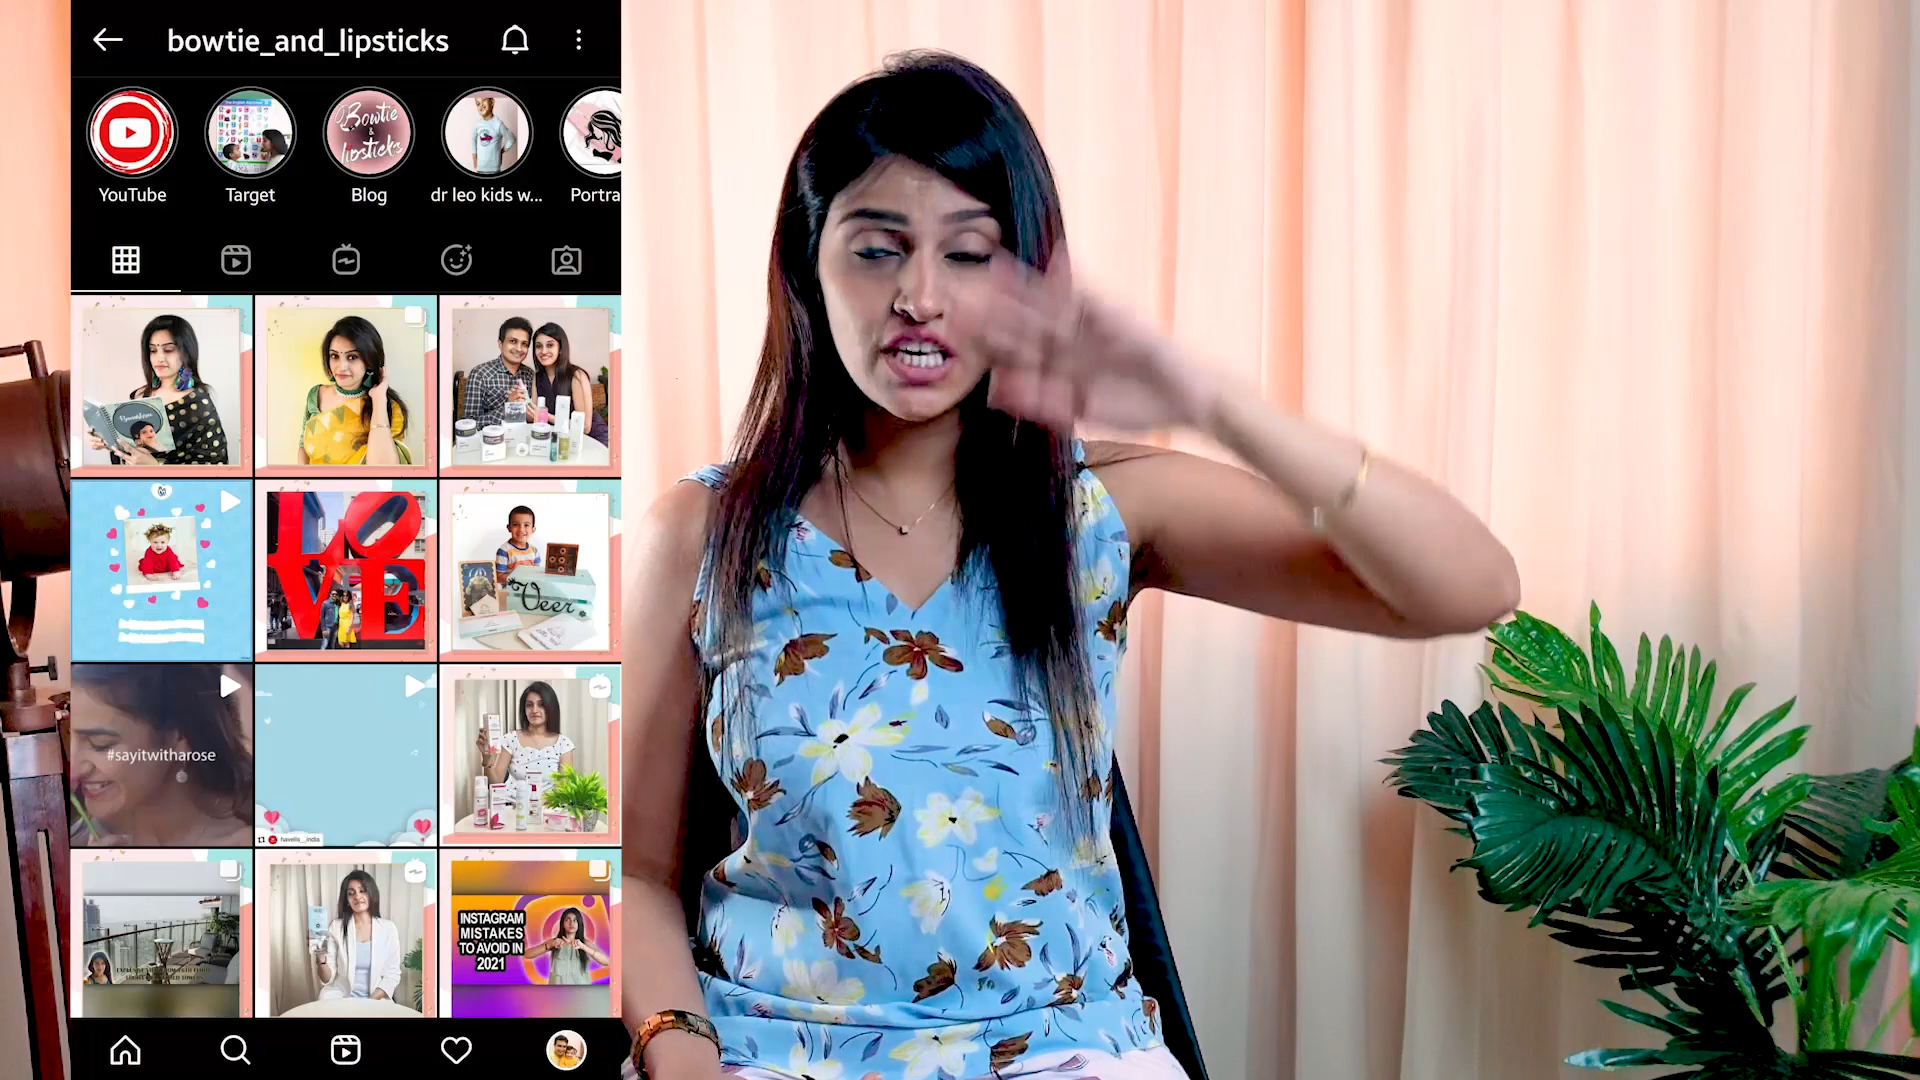 bowtie_and_lipsticks
Bowtie
&
lipsticks
YouTube
Target
Blog
dr leo kids w...
Portra
LOVE
Veer
#sayitwitharose
havells_india
INSTAGRAM
MISTAKES
TO AVOID IN
2021